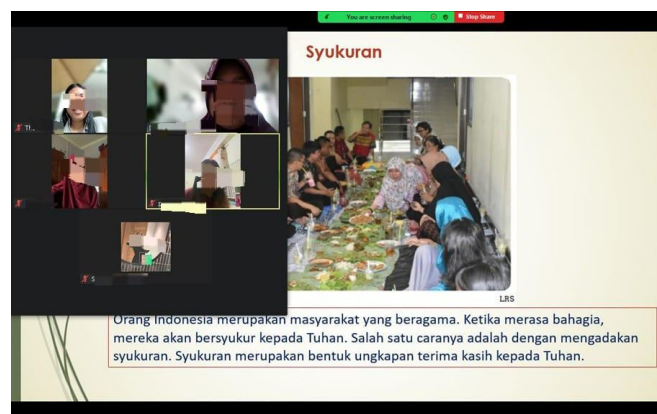 You are screen sharing
Stop Share
Syukuran
LRS
Orang Indonesia merupakan masyarakat yang beragama. Ketika merasa bahagia,
mereka akan bersyukur kepada Tuhan. Salah satu caranya adalah dengan mengadakan
syukuran. Syukuran merupakan bentuk ungkapan terima kasih kepada Tuhan.